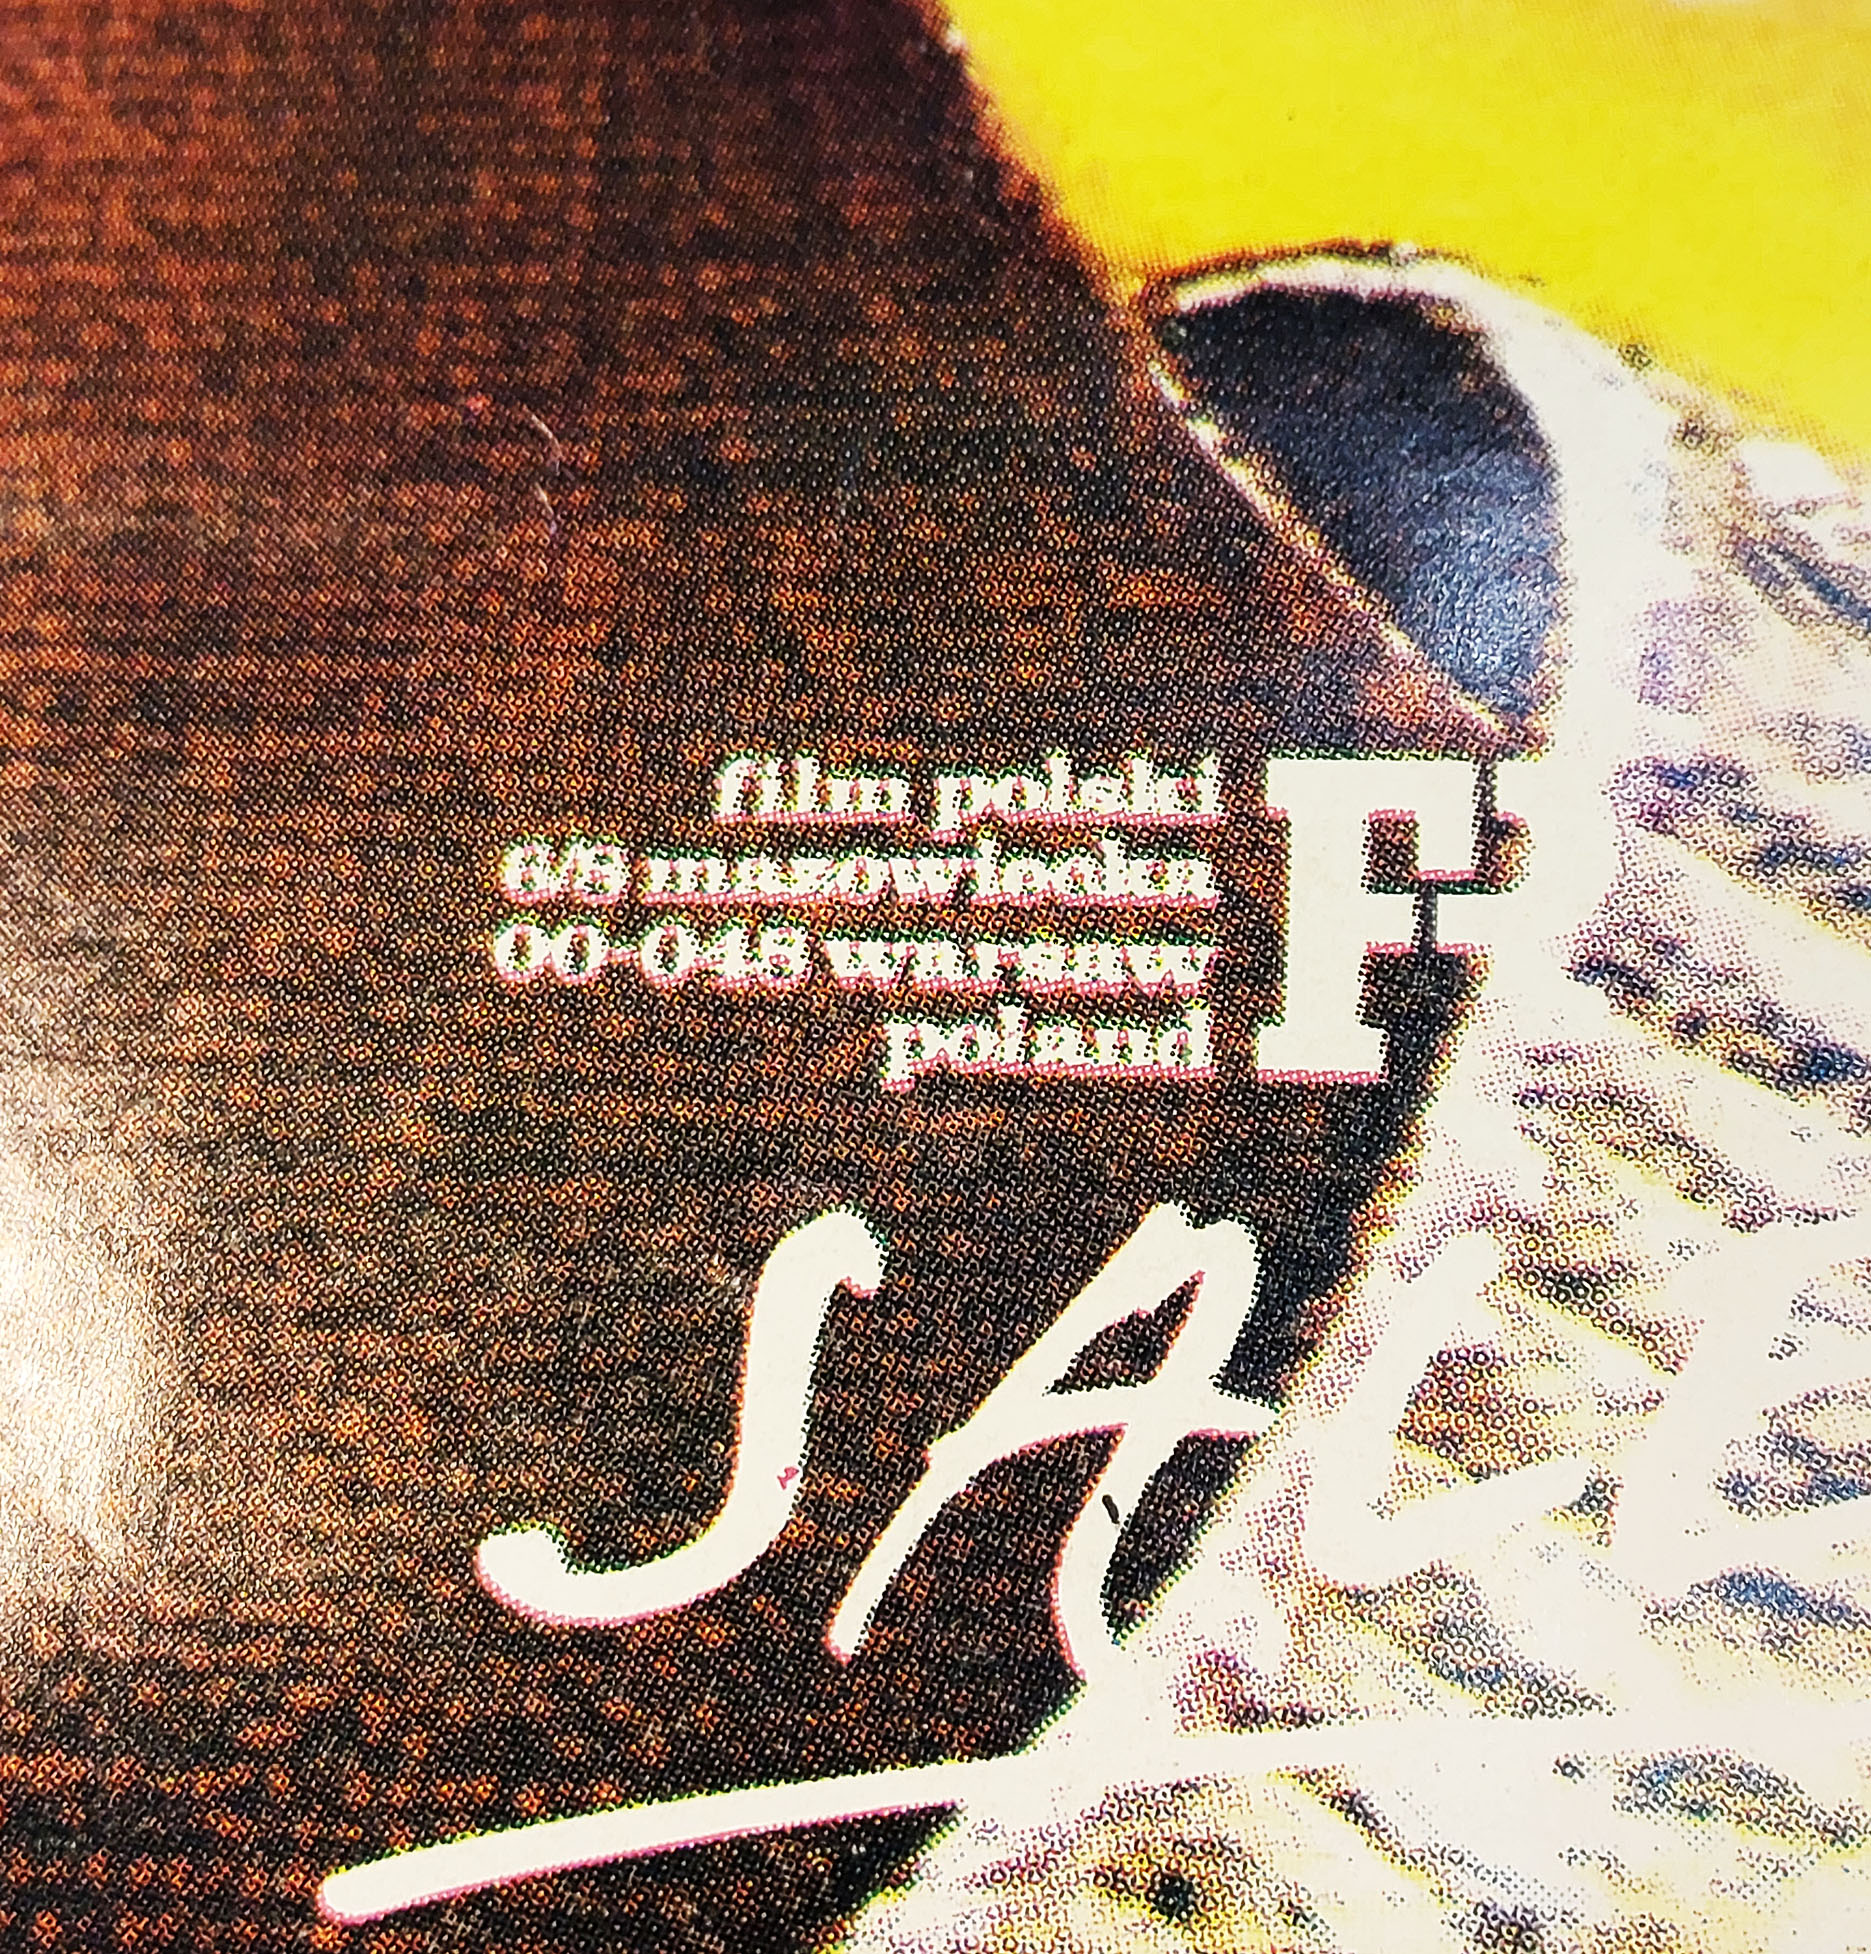 film polski
6/8 mazowiecka
00-048 warsaw
poland
F